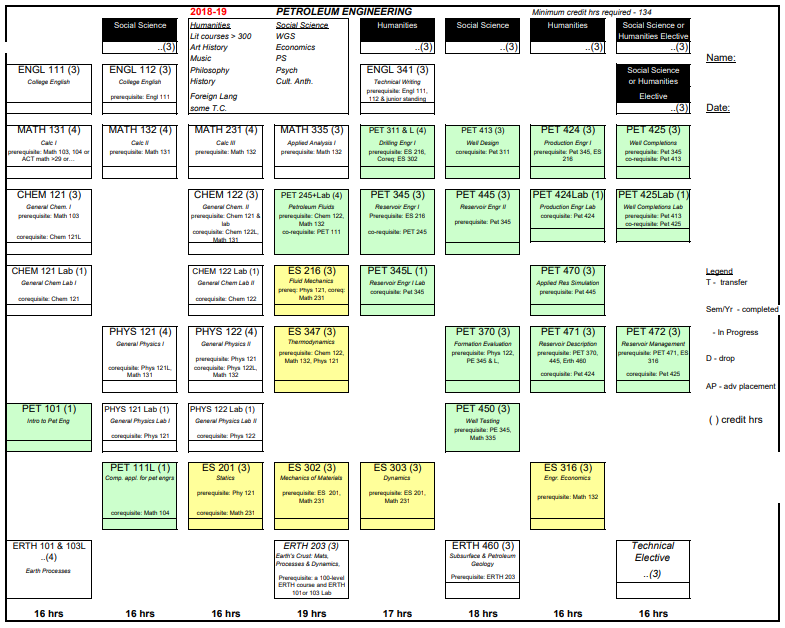 2018-19
PETROLEUM ENGINEERING
Minimum credit hrs required - 134
Social Science
..(3)
Humanities
Lit courses > 300
Art History
Music
Philosophy
History
Foreign Lang
some T.C.
Social Science
WGS
Economics
PS
Psych
Cult. Anth.
Humanities
..(3)
Social Science
..(3)
Humanities
..(3)
Social Science or
Humanities Elective
..(3)
Name:
ENGL 111 (3)
College English
ENGL 112 (3)
College English
prerequisite: Engl 111
ENGL 341 (3)
Technical Writing
prerequisite: Engl 111,
112 & junior standing
Social Science
or Humanities
Elective
..(3)
Date:
MATH 131 (4)
Calc I
prerequisite: Math 103, 104 or
ACT math >29 or...
MATH 132 (4)
Calc II
prerequisite: Math 131
MATH 231 (4)
Calc III
prerequisite: Math 132
MATH 335 (3)
Applied Analysis I
prerequisite: Math 132
PET 311 & L (4)
Drilling Engr I
prerequisite: ES 216,
Coreq: ES 302
PET 413 (3)
Well Design
corequisite: Pet 311
PET 424 (3)
Production Engr I
prerequisite: Pet 345, ES
216
PET 425 (3)
Well Completions
prerequisite: Pet 345
co-requisite: Pet 413
CHEM 121 (3)
General Chem. I
prerequisite: Math 103
corequisite: Chem 121L
CHEM 122 (3)
General Chem. II
prerequisite: Chem 121 &
lab
corequisite: Chem 122L,
Math 131
PET 245+Lab (4)
Petroleum Fluids
prerequisite: Chem 122,
Math 132
co-requisite: PET 111
PET 345 (3)
Reservoir Engr I
Prerequisite: ES 216
co-requisite: PET 245
PET 445 (3)
Reservoir Engr II
prerequisite: Pet 345
PET 424Lab (1)
Production Engr Lab
corequisite: Pet 424
PET 425Lab (1)
Well Completions Lab
prerequisite: Pet 413
co-requisite: Pet 425
CHEM 121 Lab (1)
General Chem Lab I
corequisite: Chem 121
CHEM 122 Lab (1)
General Chem Lab II
corequisite: Chem 122
ES 216 (3)
Fluid Mechanics
prereq: Phys 121, coreq:
Math 231
PET 345L (1)
Reservoir Engr I Lab
corequisite: Pet 345
PET 470 (3)
Applied Res Simulation
prerequisite: Pet 445
Legend
T - transfer
Sem/Yr - completed
- In Progress
D - drop
AP - adv placement
( ) credit hrs
PHYS 121 (4)
General Physics I
corequisite: Phys 121L,
Math 131
PHYS 122 (4)
General Physics II
prerequisite: Phys 121
corequisite: Phys 122L,
Math 132
ES 347 (3)
Thermodynamics
prerequisite: Chem 122,
Math 132, Phys 121
PET 370 (3)
Formation Evaluation
prerequisite: Phys 122,
PE 345 & L,
PET 471 (3)
Reservoir Description
prerequisite: PET 370,
445, Erth 460
corequisite: Pet 424
PET 472 (3)
Reservoir Management
prerequisite: PET 471, ES
316
corequisite: Pet 425
PET 101 (1)
Intro to Pet Eng
PHYS 121 Lab (1)
General Physics Lab I
corequisite: Phys 121
PHYS 122 Lab (1)
General Physics Lab II
corequisite: Phys 122
PET 450 (3)
Well Testing
prerequisite: PE 345,
Math 335
PET 111L (1)
Comp. appl. for pet engrs
corequisite: Math 104
ES 201 (3)
Statics
prerequisite: Phy 121
corequisite: Math 231
ES 302 (3)
Mechanics of Materials
prerequisite: ES 201,
Math 231
ES 303 (3)
Dynamics
prerequisite: ES 201,
Math 231
ES 316 (3)
Engr. Economics
prerequisite: Math 132
ERTH 101 & 103L
..(4)
Earth Processes
ERTH 203 (3)
Earth's Crust: Mats,
Processes & Dynamics,
Prerequisite: a 100-level
ERTH course and ERTH
101or 103 Lab
ERTH 460 (3)
Subsurface & Petroleum
Geology
Prerequisite: ERTH 203
Technical
Elective
..(3)
16 hrs
16 hrs
16 hrs
19 hrs
17 hrs
18 hrs
16 hrs
16 hrs